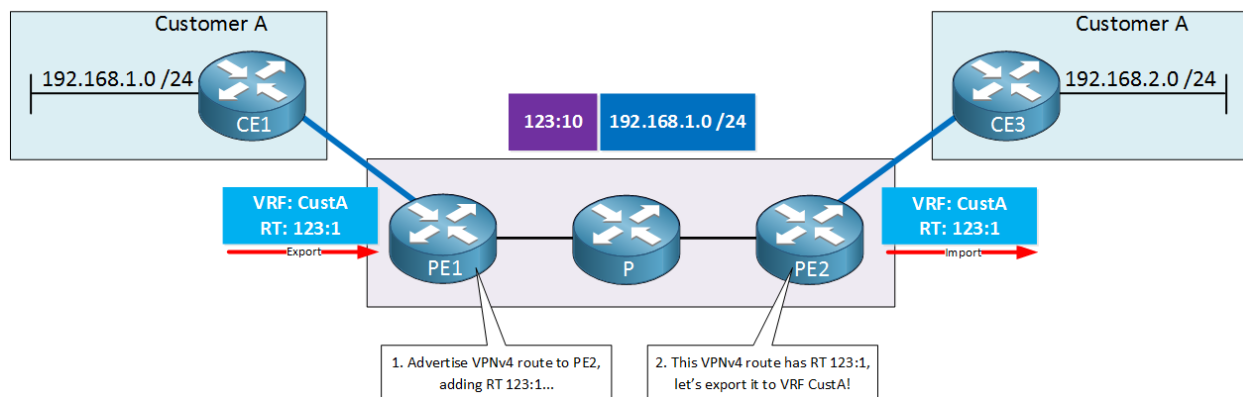 Customer A
192.168.1.0 /24
CE1
Customer A
192.168.2.0 /24
CE3
123:10
192.168.1.0 /24
VRF: CustA
RT: 123:1
Export
PE1
P
PE2
VRF: CustA
RT: 123:1
Import
1. Advertise VPNv4 route to PE2,
adding RT 123:1...
2. This VPNv4 route has RT 123:1,
let's export it to VRF CustA!